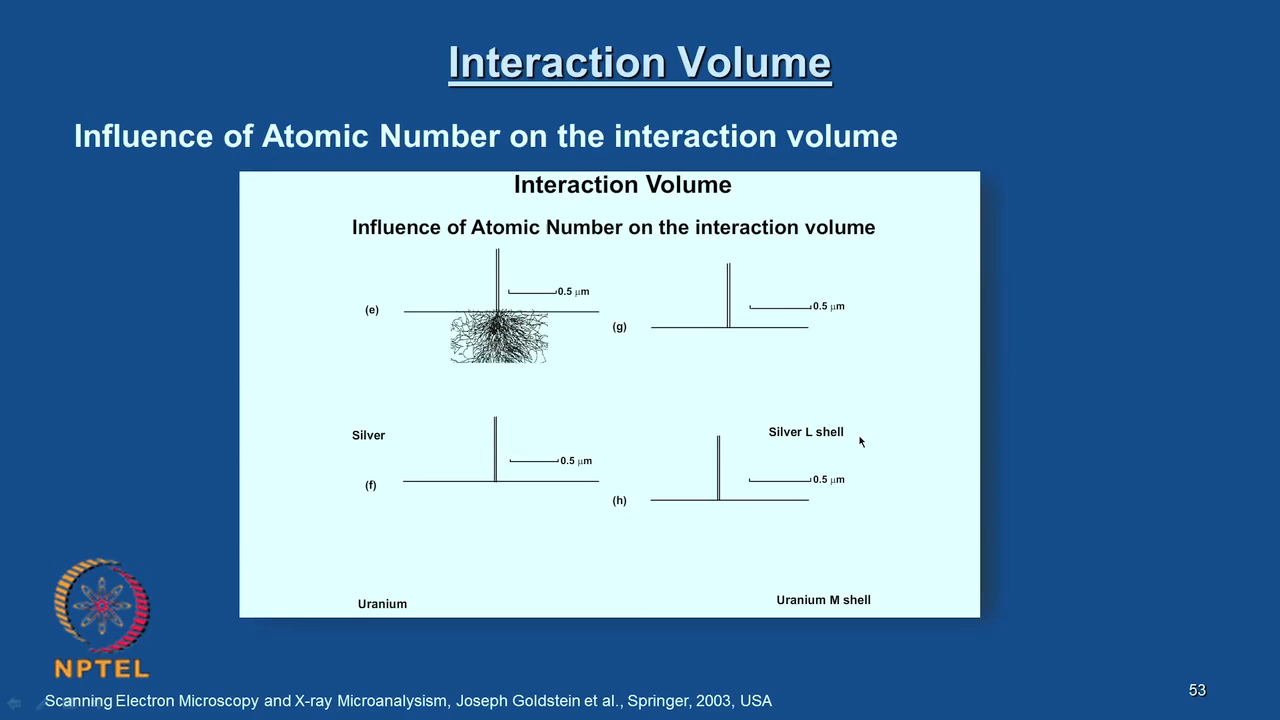 Interaction Volume
Influence of Atomic Number on the interaction volume
Interaction Volume
Influence of Atomic Number on the interaction volume
(e)
0.5 μm
(g)
0.5 μm
Silver
Silver L shell
(f)
0.5 μm
(h)
0.5 μm
Uranium
Uranium M shell
NPTEL
Scanning Electron Microscopy and X-ray Microanalysism, Joseph Goldstein et al., Springer, 2003, USA
53